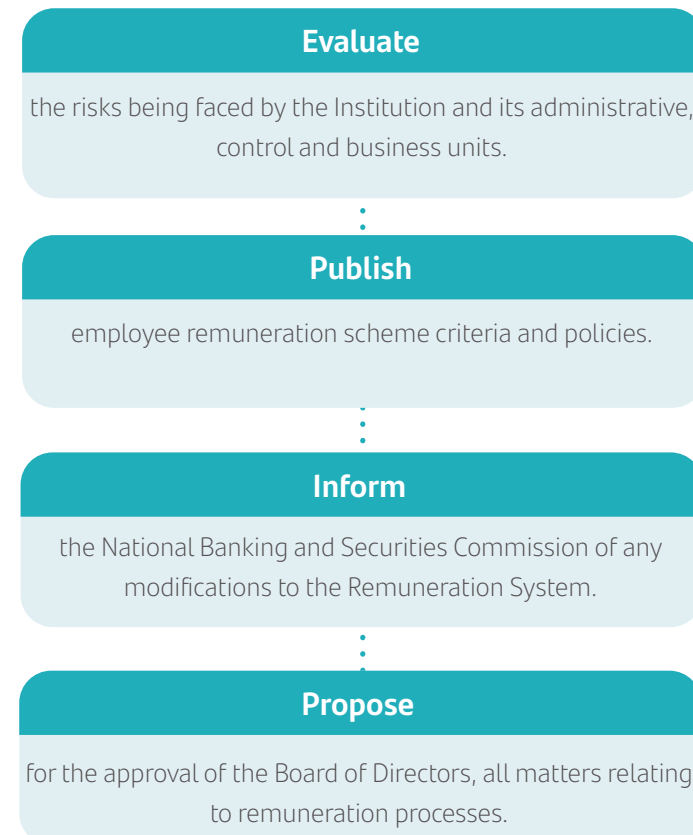 Evaluate
the risks being faced by the Institution and its administrative,
control and business units.
Publish
employee remuneration scheme criteria and policies.
Inform
the National Banking and Securities Commission of any
modifications to the Remuneration System.
Propose
for the approval of the Board of Directors, all matters relating
to remuneration processes.